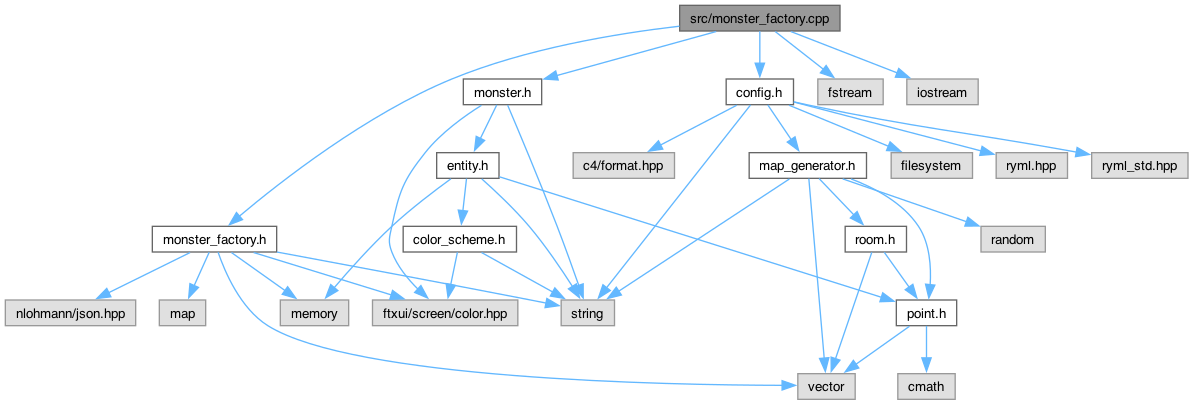 src/monster_factory.cpp
monster.h
config.h
fstream
iostream
c4/format.hpp
entity.h
map_generator.h
filesystem
ryml.hpp
ryml_std.hpp
monster_factory.h
color_scheme.h
room.h
random
nlohmann/json.hpp
map
memory
ftxui/screen/color.hpp
string
point.h
vector
cmath